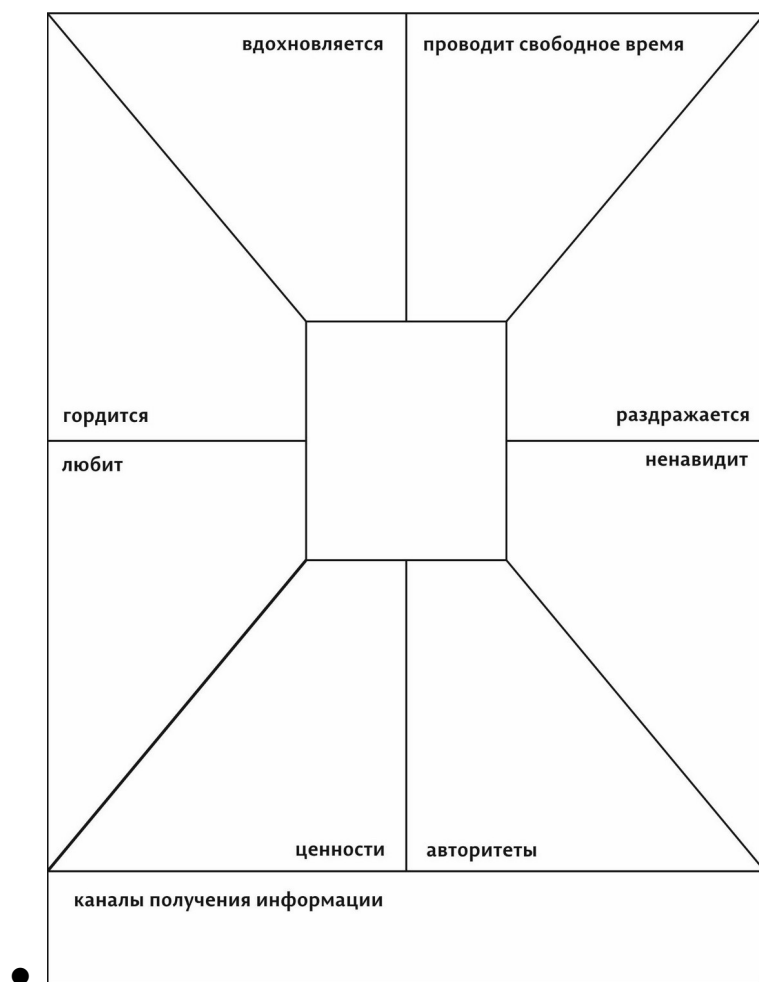 вдохновляется
проводит свободное время
гордится
раздражается
любит
ненавидит
ценности
авторитеты
каналы получения информации